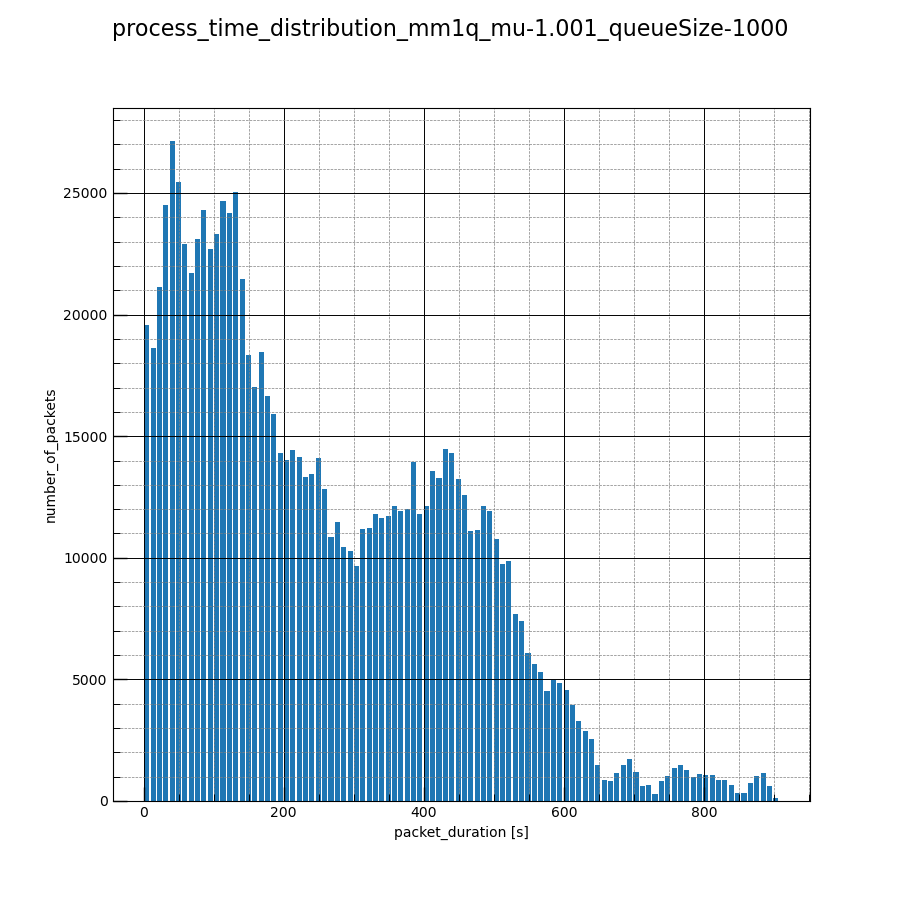 process_time_distribution_mm1q_mu-1.001_queueSize-1000
25000
20000
15000
10000
5000
0
number_of_packets
0 200 400 600 800
packet_duration [s]